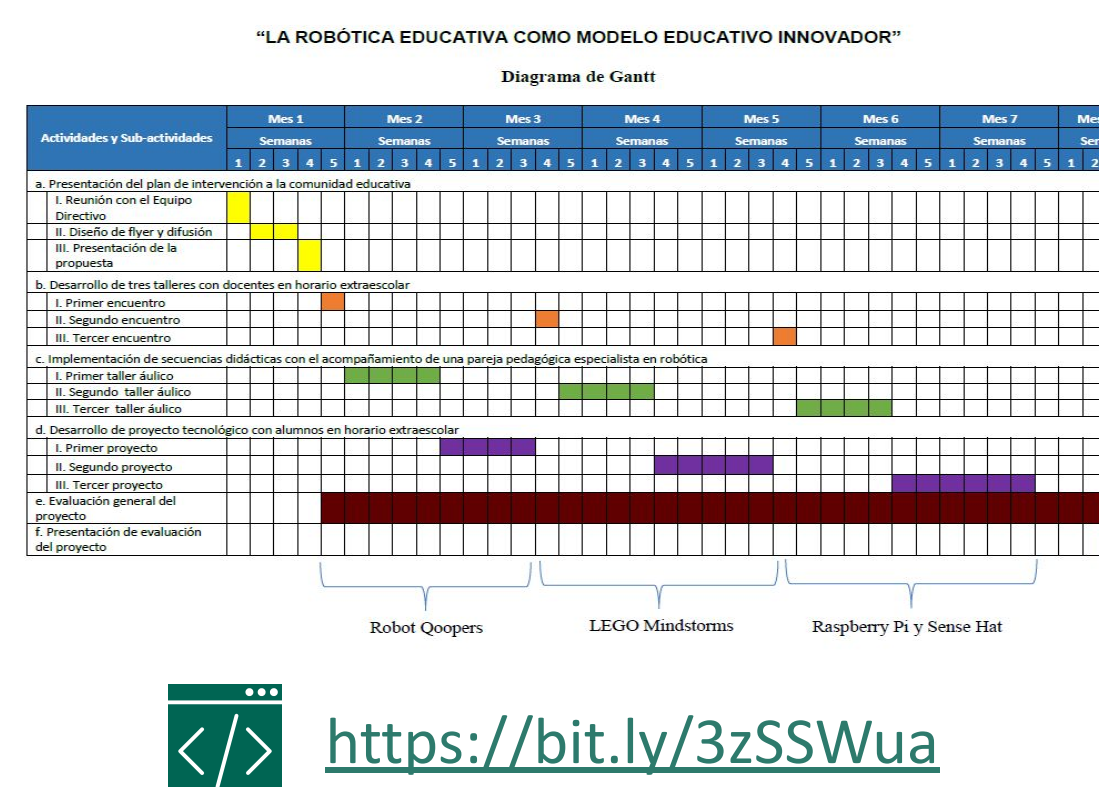 “LA ROBÓTICA EDUCATIVA COMO MODELO EDUCATIVO INNOVADOR”
Diagrama de Gantt
Actividades y Sub-actividades
Mes 1 Mes 2 Mes 3 Mes 4 Mes 5 Mes 6 Mes 7 Mes
Semanas Semanas Semanas Semanas Semanas Semanas Semanas Sem
1 2 3 4 5 1 2 3 4 5 1 2 3 4 5 1 2 3 4 5 1 2 3 4 5 1 2 3 4 5 1 2 3 4 5 1 2
a. Presentación del plan de intervención a la comunidad educativa
I. Reunión con el Equipo
Directivo
II. Diseño de flyer y difusión
III. Presentación de la
propuesta
b. Desarrollo de tres talleres con docentes en horario extraescolar
I. Primer encuentro
II. Segundo encuentro
III. Tercer encuentro
c. Implementación de secuencias didácticas con el acompañamiento de una pareja pedagógica especialista en robótica
I. Primer taller áulico
II. Segundo taller áulico
III. Tercer taller áulico
d. Desarrollo de proyecto tecnológico con alumnos en horario extraescolar
I. Primer proyecto
II. Segundo proyecto
III. Tercer proyecto
e. Evaluación general del
proyecto
f. Presentación de evaluación
del proyecto
Robot Qoopers
LEGO Mindstorms
Raspberry Pi y Sense Hat
</> https://bit.ly/3zSSWua